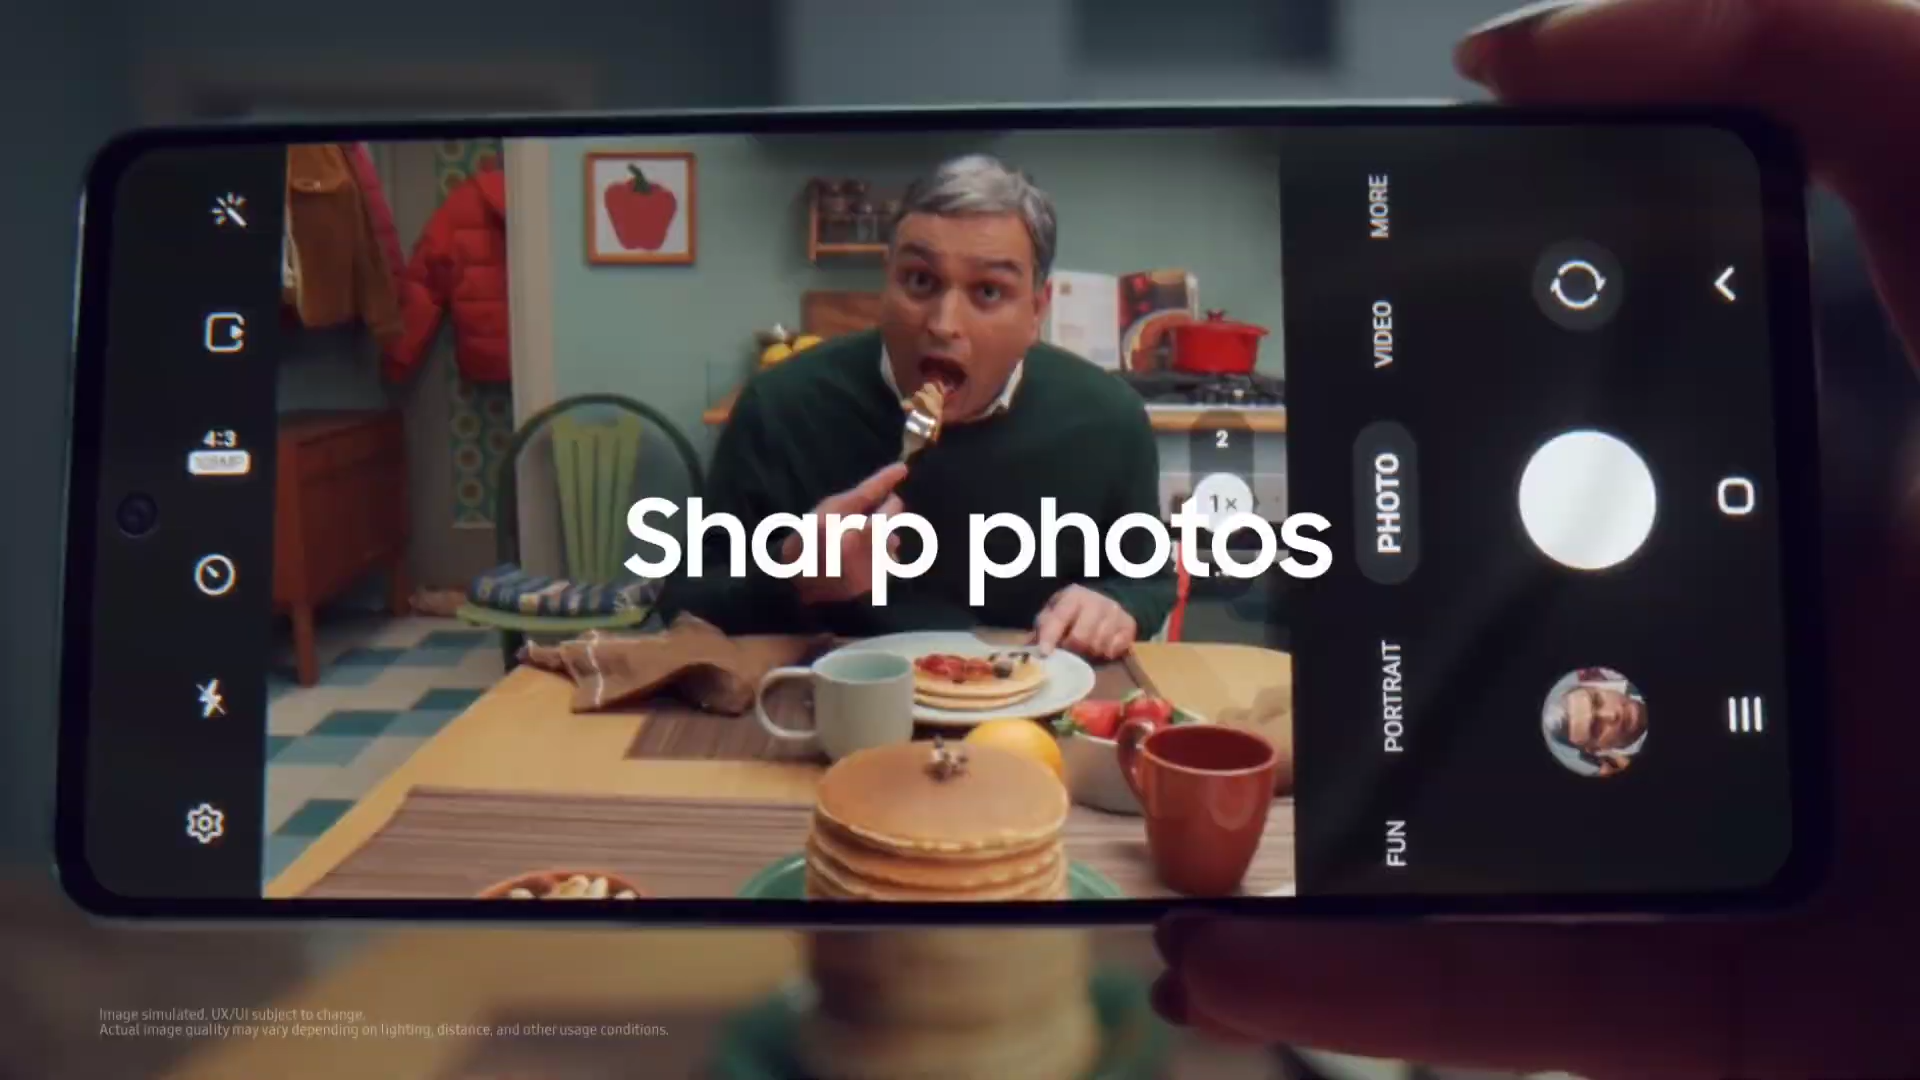 MORE
4:3
2
VIDEO
1×
Sharp photos
PHOTO
PORTRAIT
FUN
Image simulated. UX/UI subject to change.
Actual image quality may vary depending on lighting, distance, and other usage conditions.